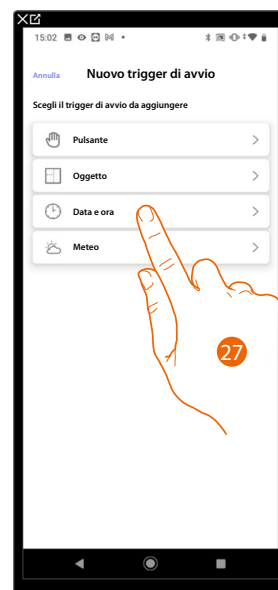 15:02
Annulla Nuovo trigger di avvio
Scegli il trigger di avvio da aggiungere
Pulsante
Oggetto
Data e ora
Meteo
27